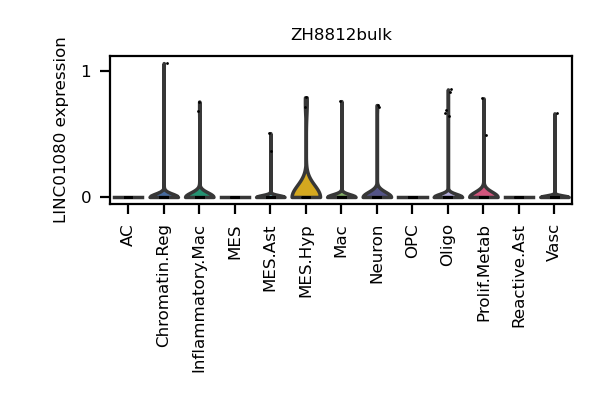 ZH8812bulk
LINC01080 expression
1
0
AC
Chromatin.Reg
Inflammatory.Mac
MES
MES.Ast
MES.Hyp
Mac
Neuron
OPC
Oligo
Prolif.Metab
Reactive.Ast
Vasc